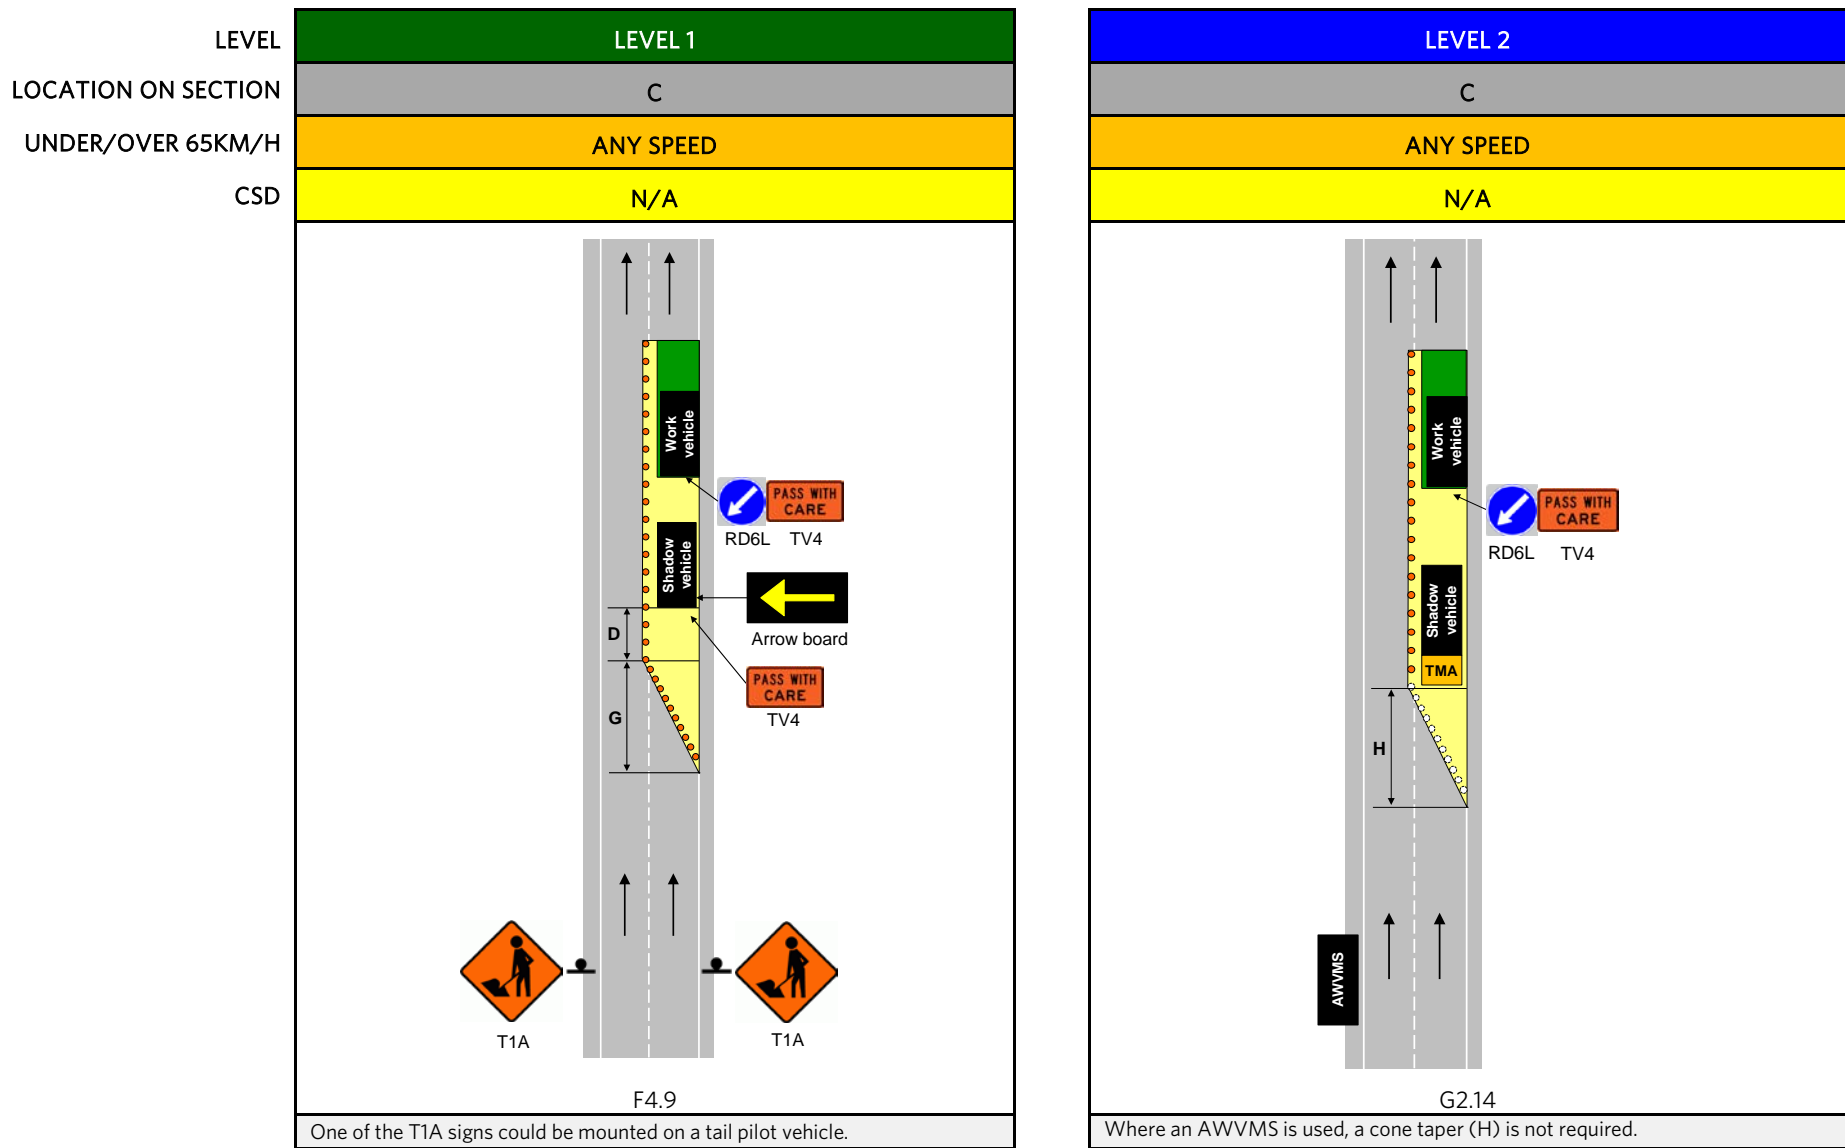 LEVEL
LEVEL 1
LEVEL 2
LOCATION ON SECTION
C
C
UNDER/OVER 65KM/H
ANY SPEED
ANY SPEED
CSD
N/A
N/A
Work
vehicle
PASS WITH
CARE
RD6L TV4
Shadow
vehicle
Arrow board
D
PASS WITH
CARE
TV4
G
T1A
T1A
F4.9
One of the T1A signs could be mounted on a tail pilot vehicle.
Work
vehicle
PASS WITH
CARE
RD6L TV4
Shadow
vehicle
TMA
H
AWVMS
G2.14
Where an AWVMS is used, a cone taper (H) is not required.